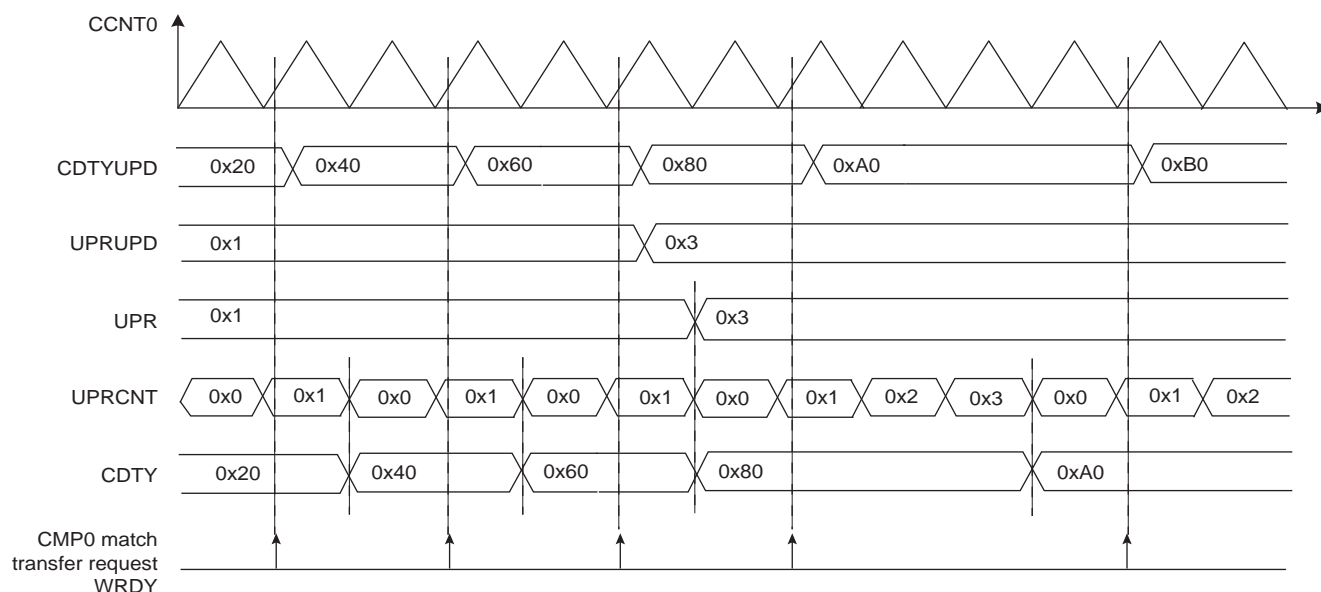 CCNT0
CDTYUPD 0x20 0x40 0x60 0x80 0xA0 0xB0
UPRUPD 0x1 0x3
UPR 0x1 0x3
UPRCNT 0x0 0x1 0x0 0x1 0x0 0x1 0x0 0x1 0x2 0x3 0x0 0x1 0x2
CDTY 0x20 0x40 0x60 0x80 0xA0
CMP0 match
transfer request
WRDY